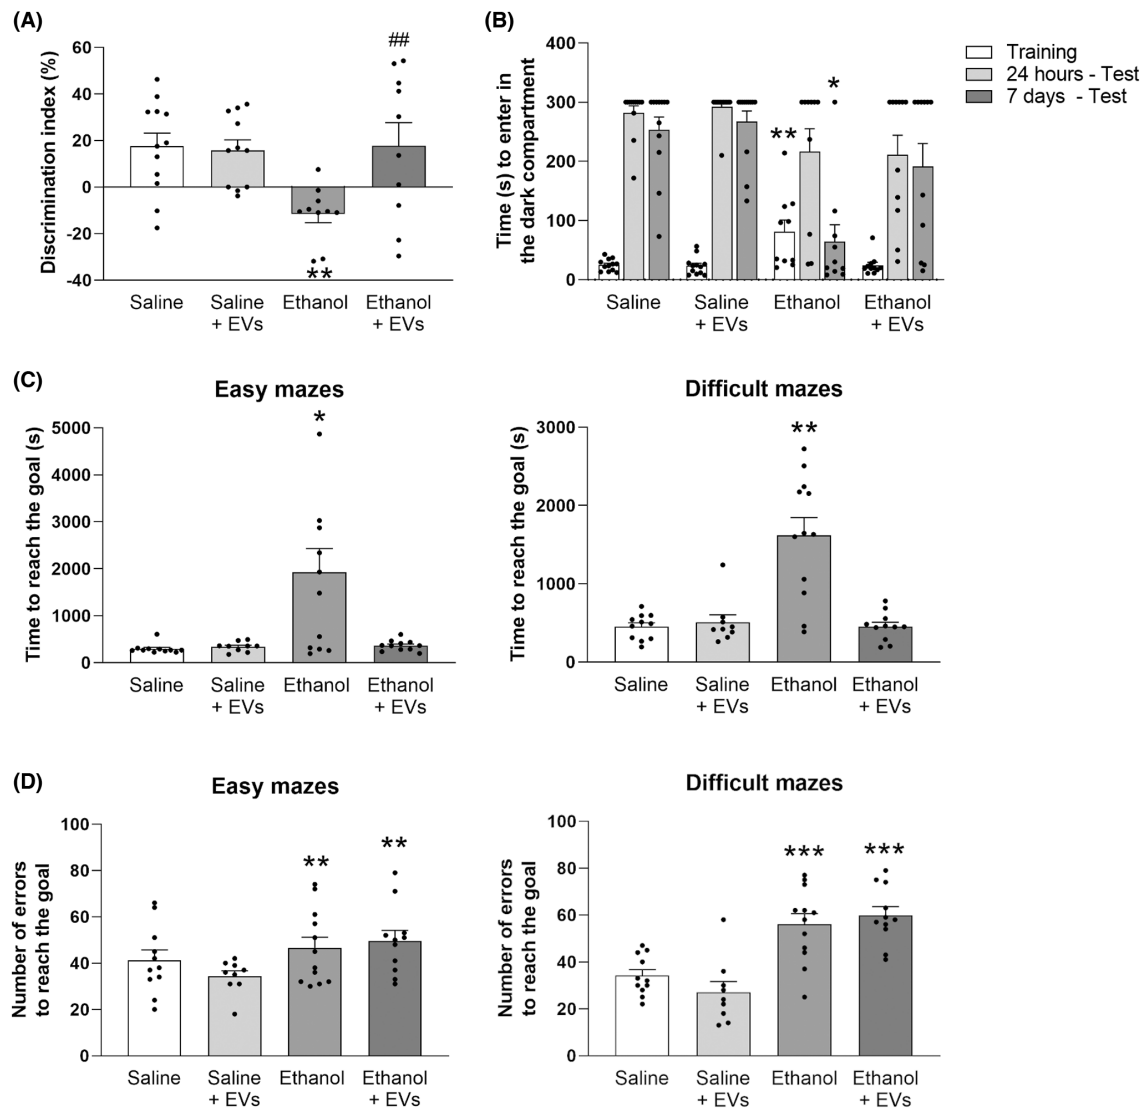 (A)
Discrimination index (%)
60
40
20
0
-20
-40
##
**
Saline
Saline
+ EVs
Ethanol
Ethanol
+ EVs
(B)
Time (s) to enter in
the dark compartment
400
300
200
100
0
**
*
Saline
Saline
+ EVs
Ethanol
Ethanol
+ EVs
Training
24 hours - Test
7 days - Test
(C)
Easy mazes
Time to reach the goal (s)
5000
4000
3000
2000
1000
0
*
Saline
Saline
+ EVs
Ethanol
Ethanol
+ EVs
Difficult mazes
Time to reach the goal (s)
3000
2000
1000
0
**
Saline
Saline
+ EVs
Ethanol
Ethanol
+ EVs
(D)
Easy mazes
Number of errors
to reach the goal
100
80
60
40
20
0
**
**
Saline
Saline
+ EVs
Ethanol
Ethanol
+ EVs
Difficult mazes
Number of errors
to reach the goal
100
80
60
40
20
0
***
***
Saline
Saline
+ EVs
Ethanol
Ethanol
+ EVs